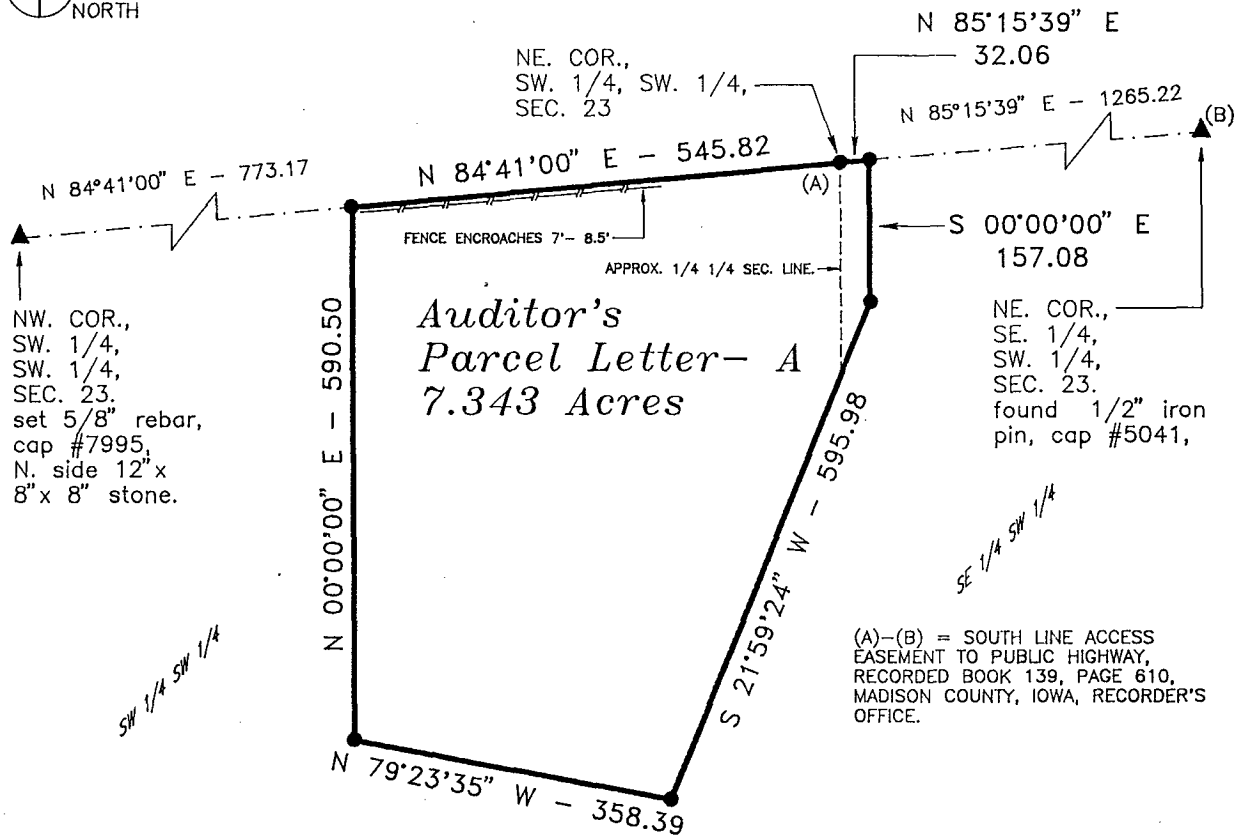 NORTH
N 85°15'39" E
32.06
NE. COR.,
SW. 1/4, SW. 1/4,
SEC. 23
N 85°15'39" E - 1265.22
(B)
N 84°41'00" E - 773.17
N 84°41'00" E - 545.82
(A)
FENCE ENCROACHES 7'- 8.5'
S 00°00'00" E
157.08
APPROX. 1/4 1/4 SEC. LINE.
NW. COR.,
SW. 1/4,
SW. 1/4,
SEC. 23.
set 5/8" rebar,
cap #7995,
N. side 12"x
8"x 8" stone.
N 00°00'00" E - 590.50
Auditor's
Parcel Letter- A
7.343 Acres
NE. COR.,
SE. 1/4,
SW. 1/4,
SEC. 23.
found 1/2" iron
pin, cap #5041,
S 21°59'24" W - 595.98
SE 1/4 SW 1/4
SW 1/4 SW 1/4
(A)-(B) = SOUTH LINE ACCESS
EASEMENT TO PUBLIC HIGHWAY,
RECORDED BOOK 139, PAGE 610,
MADISON COUNTY, IOWA, RECORDER'S
OFFICE.
N 79°23'35" W - 358.39